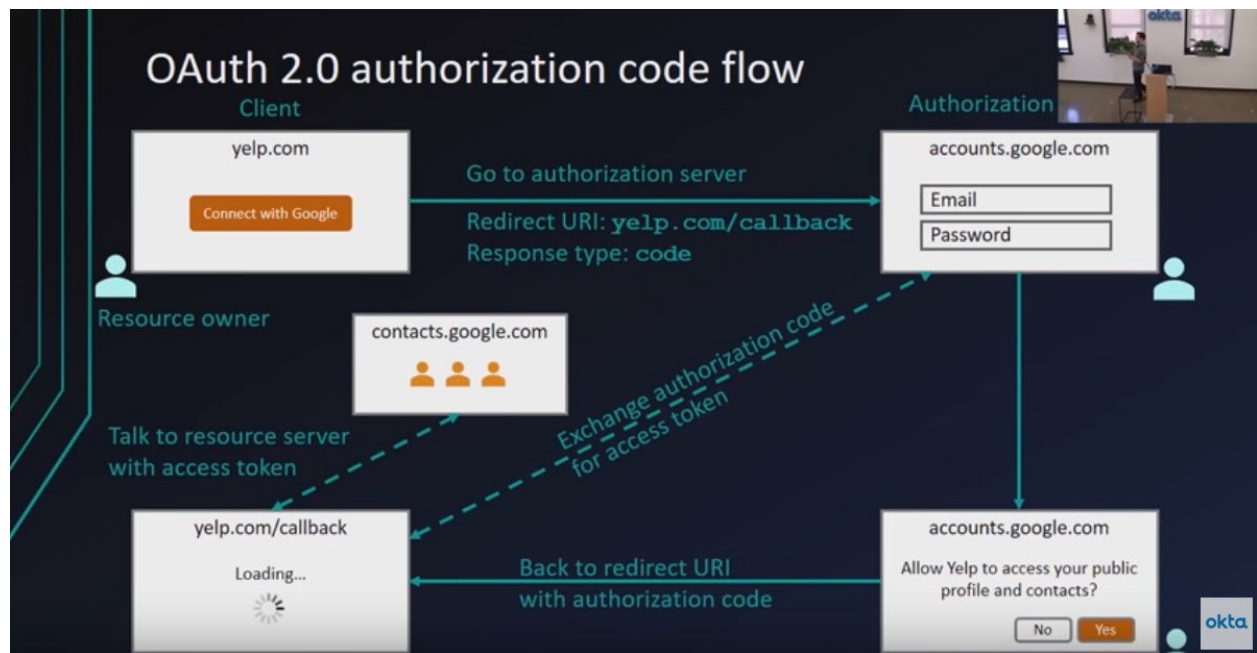 okta
OAuth 2.0 authorization code flow
Client
Authorization
yelp.com
Connect with Google
Go to authorization server
Redirect URI: yelp.com/callback
Response type: code
accounts.google.com
Email
Password
Resource owner
contacts.google.com
Exchange authorization code
for access token
Talk to resource server
with access token
yelp.com/callback
Loading...
Back to redirect URI
with authorization code
accounts.google.com
Allow Yelp to access your public
profile and contacts?
No
Yes
okta